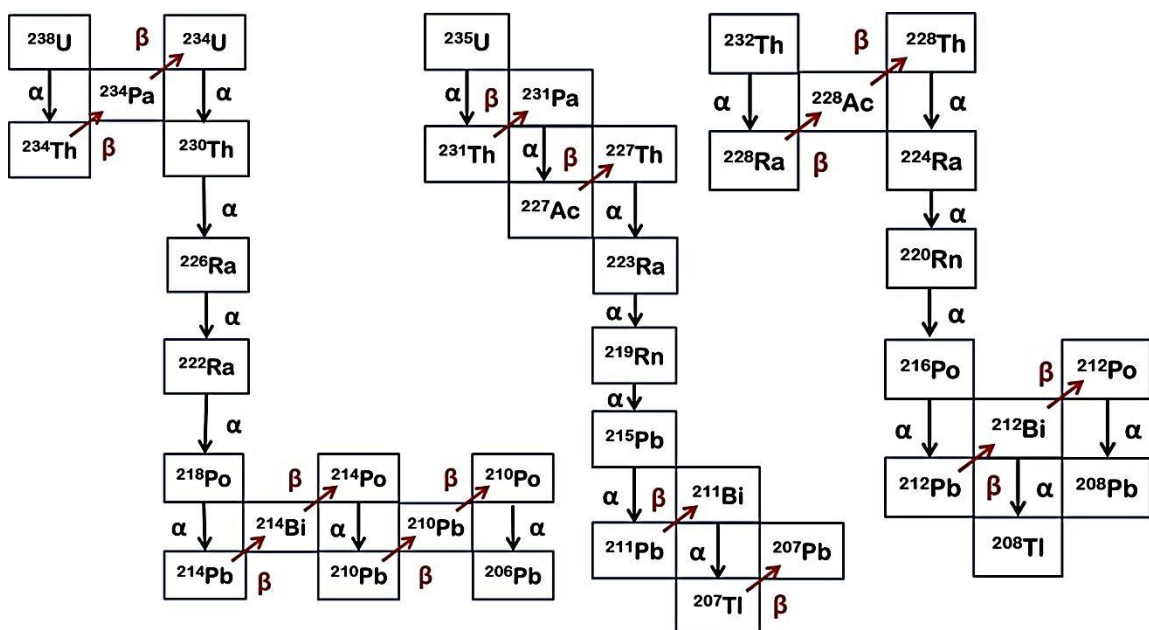 ²³⁸U β ²³⁴U
α ²³⁴Pa α
²³⁴Th β ²³⁰Th
α
²²⁶Ra
α
²²²Ra
α
²¹⁸Po β ²¹⁴Po β ²¹⁰Po
α ²¹⁴Bi α ²¹⁰Pb α
²¹⁴Pb β ²¹⁰Pb β ²⁰⁶Pb
²³⁵U
α β ²³¹Pa
²³¹Th α β ²²⁷Th
²²⁷Ac α
²²³Ra
α
²¹⁹Rn
α
²¹⁵Pb
α β ²¹¹Bi
²¹¹Pb α ²⁰⁷Pb
²⁰⁷Tl β
²³²Th β ²²⁸Th
α ²²⁸Ac α
²²⁸Ra β ²²⁴Ra
α
²²⁰Rn
α
²¹⁶Po β ²¹²Po
α ²¹²Bi α
²¹²Pb β α ²⁰⁸Pb
²⁰⁸Tl